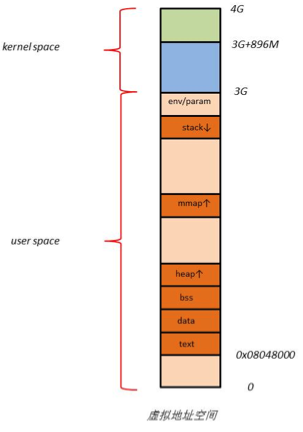 4G
kernel space
3G+896M
3G
env/param
stack↓
mmap↑
user space
heap↑
bss
data
text
0x08048000
0
虚拟地址空间